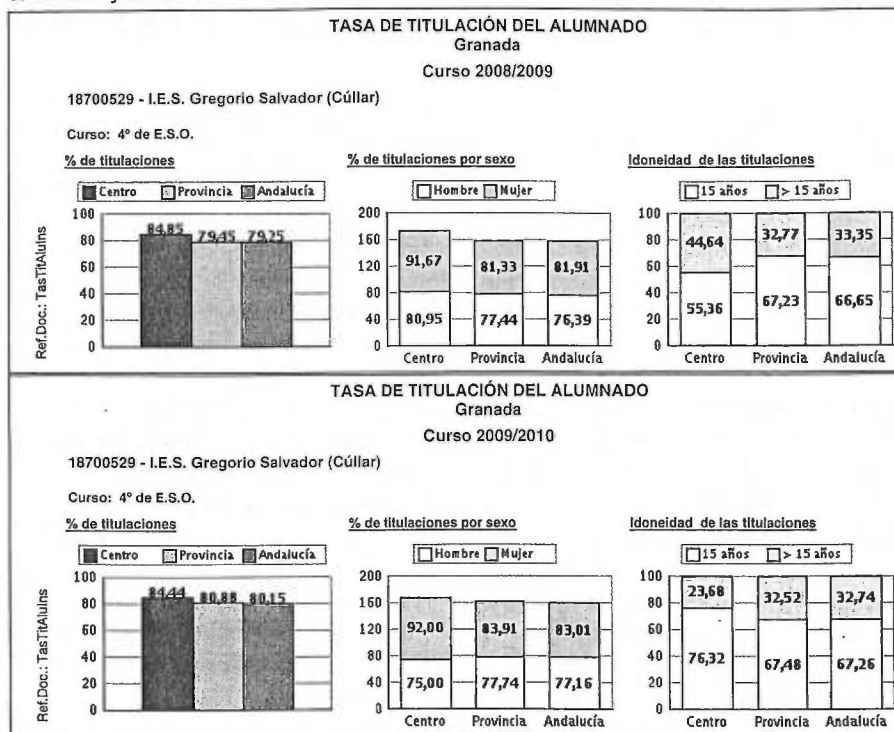 TASA DE TITULACIÓN DEL ALUMNADO
Granada
Curso 2008/2009
18700529 - I.E.S. Gregorio Salvador (Cúllar)
Curso: 4º de E.S.O.
% de titulaciones
Centro Provincia Andalucía
100
80
60
40
20
0
84,85 79,45 79,25
Ref.Doc.: TasTitAluIns
% de titulaciones por sexo
Hombre Mujer
200
160
120
80
40
0
91,67 81,33 81,91
80,95 77,44 76,39
Centro Provincia Andalucía
Idoneidad de las titulaciones
15 años > 15 años
100
80
60
40
20
0
44,64 32,77 33,35
55,36 67,23 66,65
Centro Provincia Andalucía
TASA DE TITULACIÓN DEL ALUMNADO
Granada
Curso 2009/2010
18700529 - I.E.S. Gregorio Salvador (Cúllar)
Curso: 4º de E.S.O.
% de titulaciones
Centro Provincia Andalucía
100
80
60
40
20
0
84,44 80,88 80,15
Ref.Doc.: TasTitAluIns
% de titulaciones por sexo
Hombre Mujer
200
160
120
80
40
0
92,00 83,91 83,01
75,00 77,74 77,16
Centro Provincia Andalucía
Idoneidad de las titulaciones
15 años > 15 años
100
80
60
40
20
0
23,68 32,52 32,74
76,32 67,48 67,26
Centro Provincia Andalucía